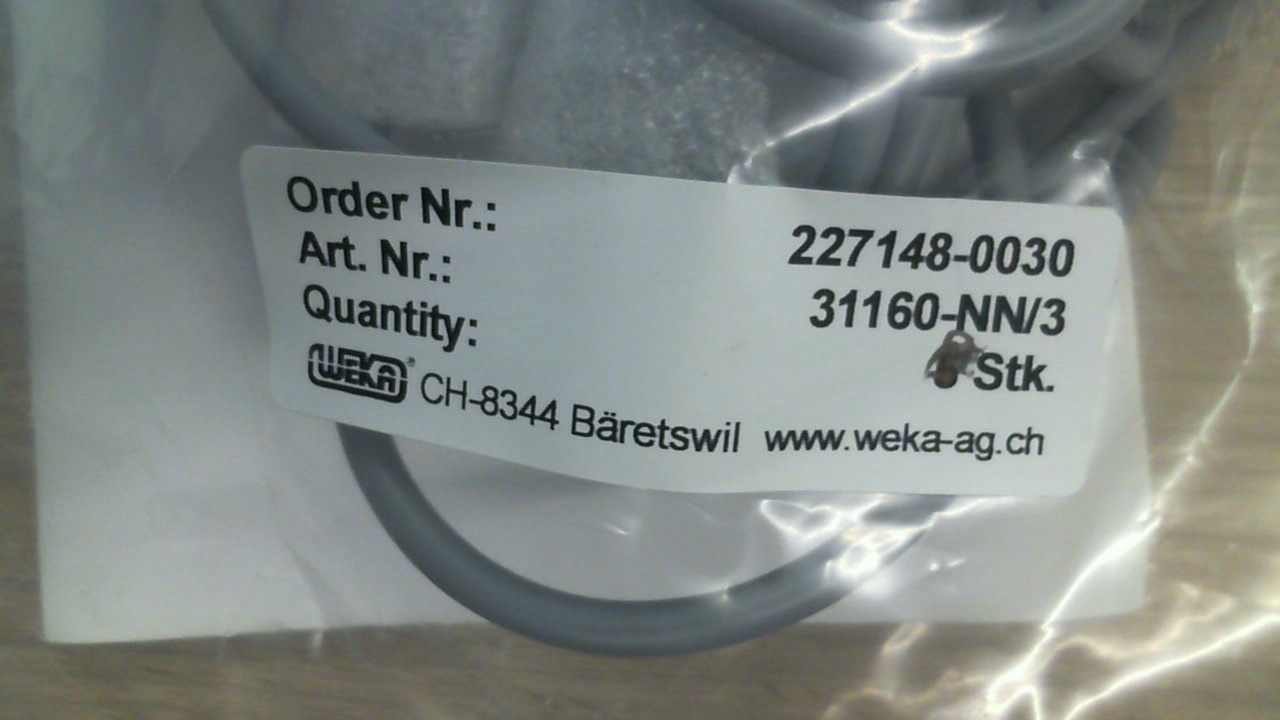 Order Nr.: 227148-0030
Art. Nr.: 31160-NN/3
Quantity: Stk.
WEKA® CH-8344 Bäretswil www.weka-ag.ch